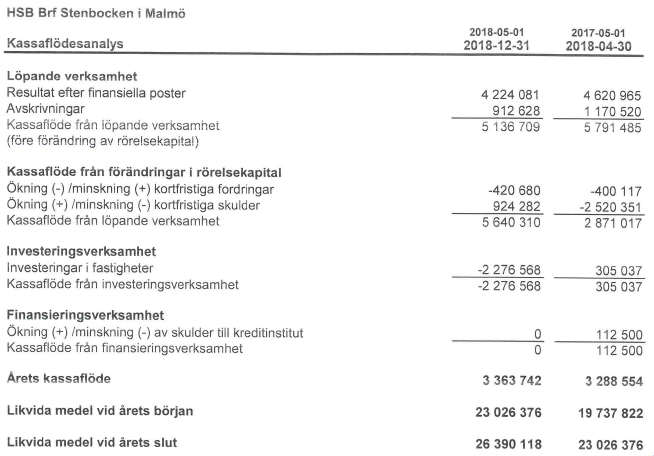 HSB Brf Stenbocken i Malmö
2018-05-01 2017-05-01
Kassaflödesanalys 2018-12-31 2018-04-30
Löpande verksamhet
Resultat efter finansiella poster 4 224 081 4 620 965
Avskrivningar 912 628 1 170 520
Kassaflöde från löpande verksamhet 5 136 709 5 791 485
(före förändring av rörelsekapital)
Kassaflöde från förändringar i rörelsekapital
Ökning (-) /minskning (+) kortfristiga fordringar -420 680 -400 117
Ökning (+) /minskning (-) kortfristiga skulder 924 282 -2 520 351
Kassaflöde från löpande verksamhet 5 640 310 2 871 017
Investeringsverksamhet
Investeringar i fastigheter -2 276 568 305 037
Kassaflöde från investeringsverksamhet -2 276 568 305 037
Finansieringsverksamhet
Ökning (+) /minskning (-) av skulder till kreditinstitut 0 112 500
Kassaflöde från finansieringsverksamhet 0 112 500
Årets kassaflöde 3 363 742 3 288 554
Likvida medel vid årets början 23 026 376 19 737 822
Likvida medel vid årets slut 26 390 118 23 026 376